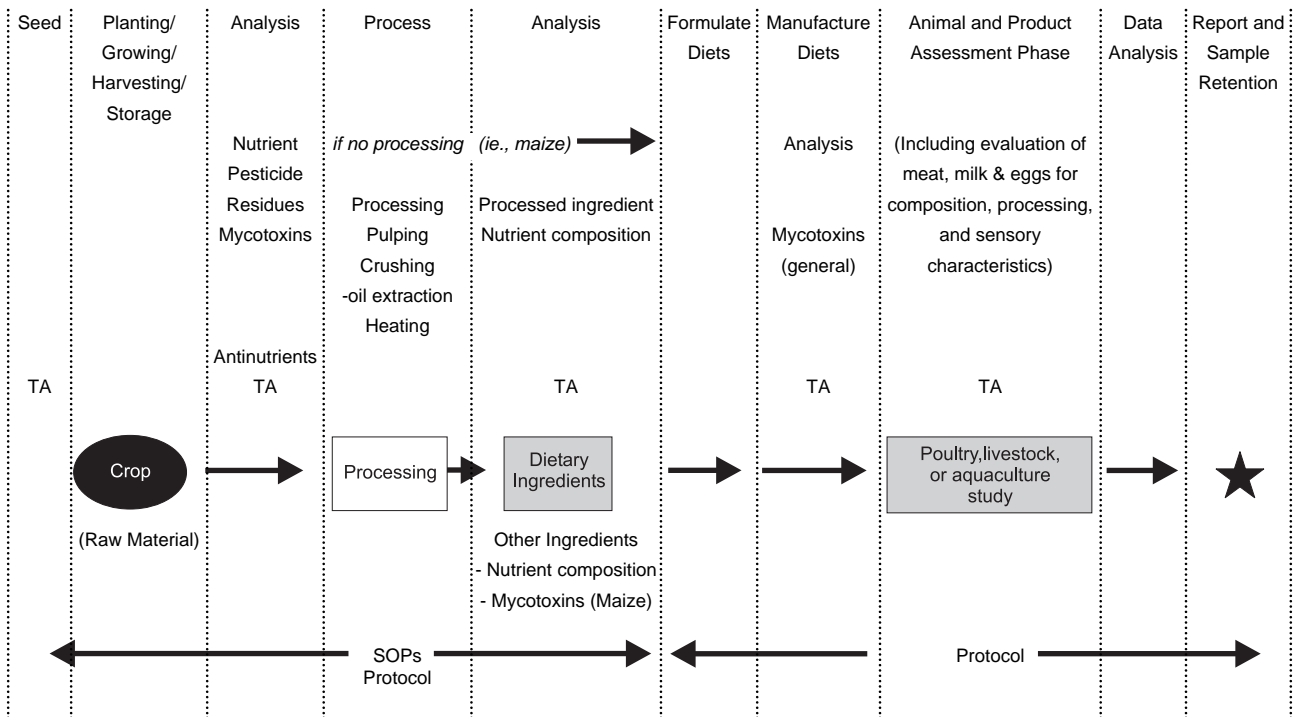 Seed
Planting/
Growing/
Harvesting/
Storage
Analysis
Process
Analysis
Formulate
Diets
Manufacture
Diets
Animal and Product
Assessment Phase
Data
Analysis
Report and
Sample
Retention
Nutrient
Pesticide
Residues
Mycotoxins
if no processing (ie., maize)
Processing
Pulping
Crushing
-oil extraction
Heating
Processed ingredient
Nutrient composition
Analysis
Mycotoxins
(general)
(Including evaluation of
meat, milk & eggs for
composition, processing,
and sensory
characteristics)
Antinutrients
TA
TA
TA
TA
TA
Crop
Processing
Dietary
Ingredients
Poultry,livestock,
or aquaculture
study
(Raw Material)
Other Ingredients
- Nutrient composition
- Mycotoxins (Maize)
SOPs
Protocol
Protocol